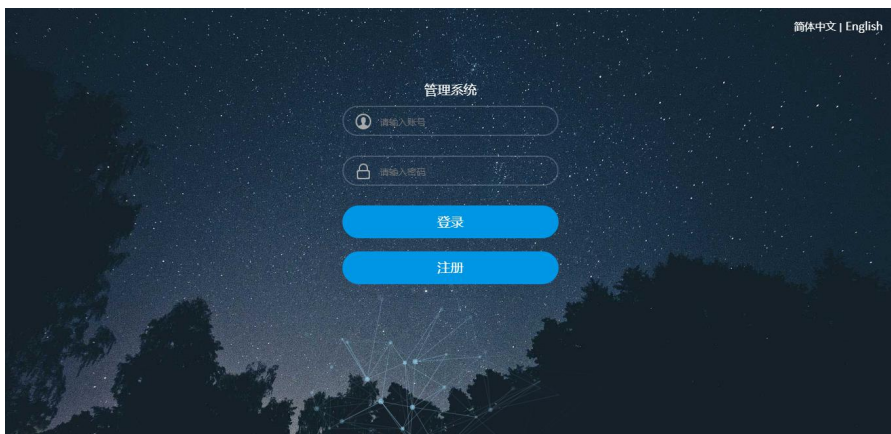 简体中文 | English
管理系统
请输入账号
请输入密码
登录
注册